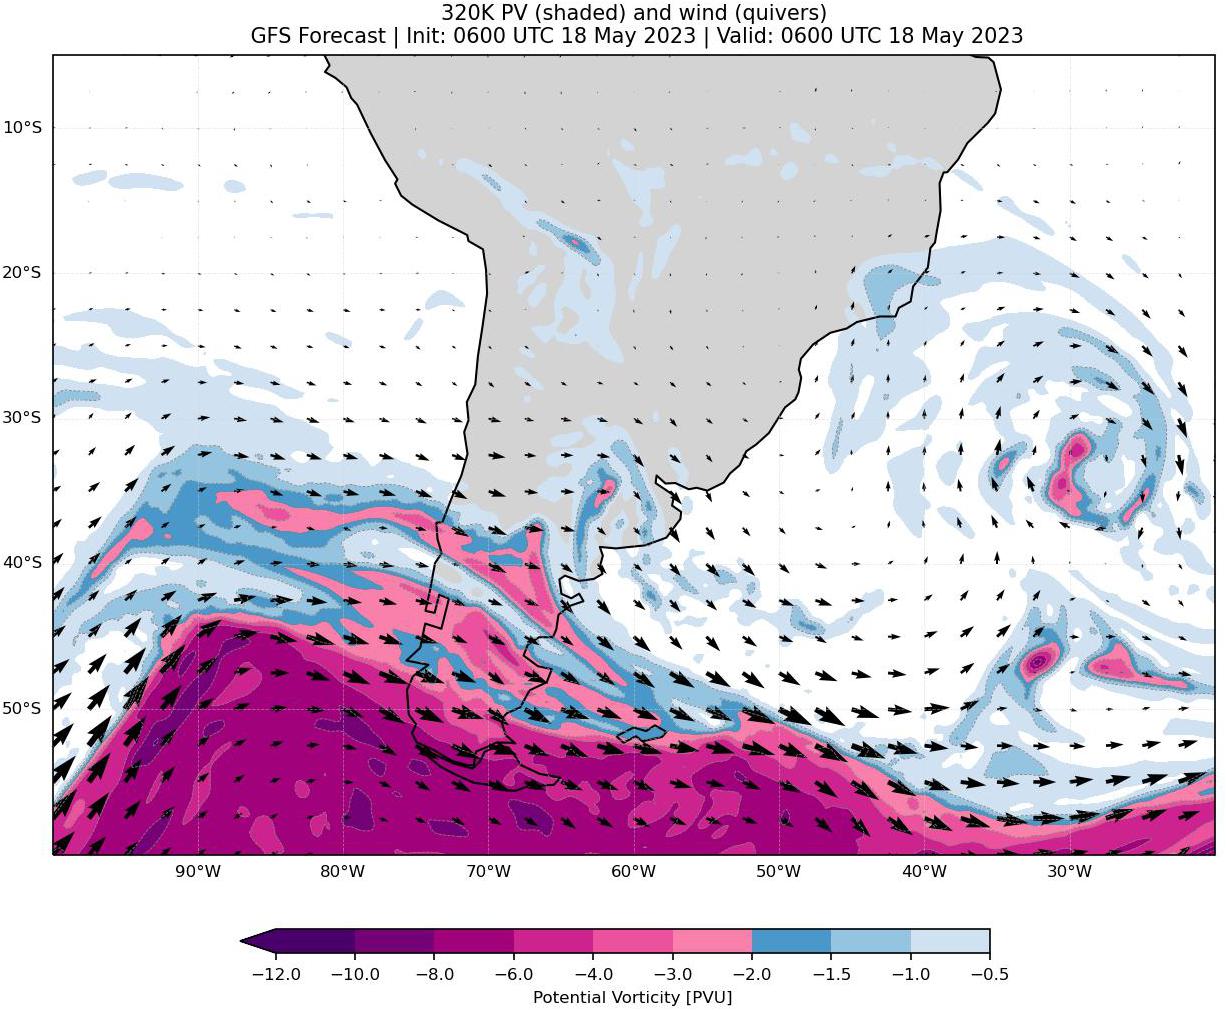 320K PV (shaded) and wind (quivers)
GFS Forecast | Init: 0600 UTC 18 May 2023 | Valid: 0600 UTC 18 May 2023
10°S
20°S
30°S
40°S
50°S
90°W 80°W 70°W 60°W 50°W 40°W 30°W
−12.0 −10.0 −8.0 −6.0 −4.0 −3.0 −2.0 −1.5 −1.0 −0.5
Potential Vorticity [PVU]